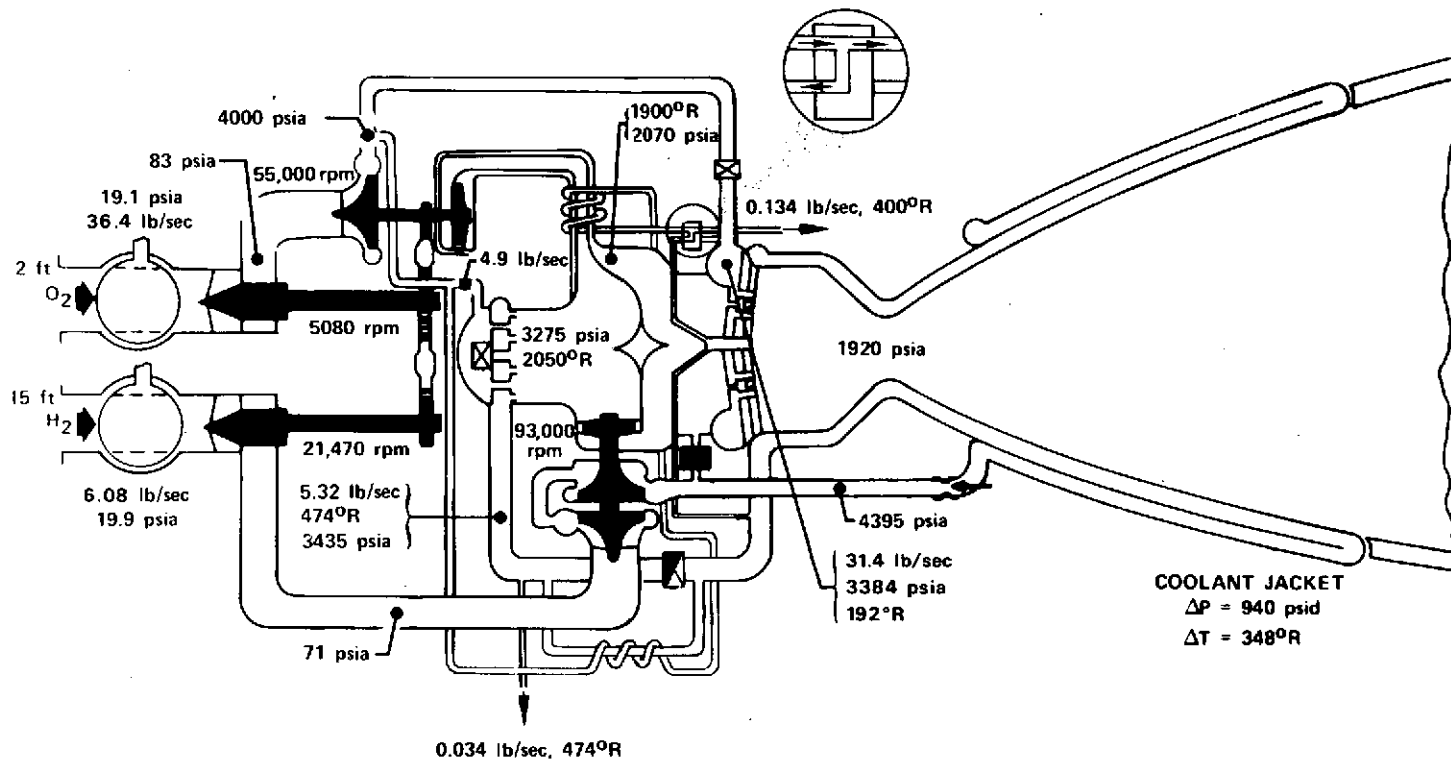 4000 psia
1900°R
2070 psia
83 psia
55,000 rpm
19.1 psia
36.4 lb/sec
0.134 lb/sec, 400°R
2 ft
O2
4.9 lb/sec
5080 rpm
3275 psia
2050°R
1920 psia
15 ft
H2
93,000
rpm
21,470 rpm
6.08 lb/sec
19.9 psia
5.32 lb/sec
474°R
3435 psia
4395 psia
31.4 lb/sec
3384 psia
192°R
COOLANT JACKET
ΔP = 940 psid
ΔT = 348°R
71 psia
0.034 lb/sec, 474°R